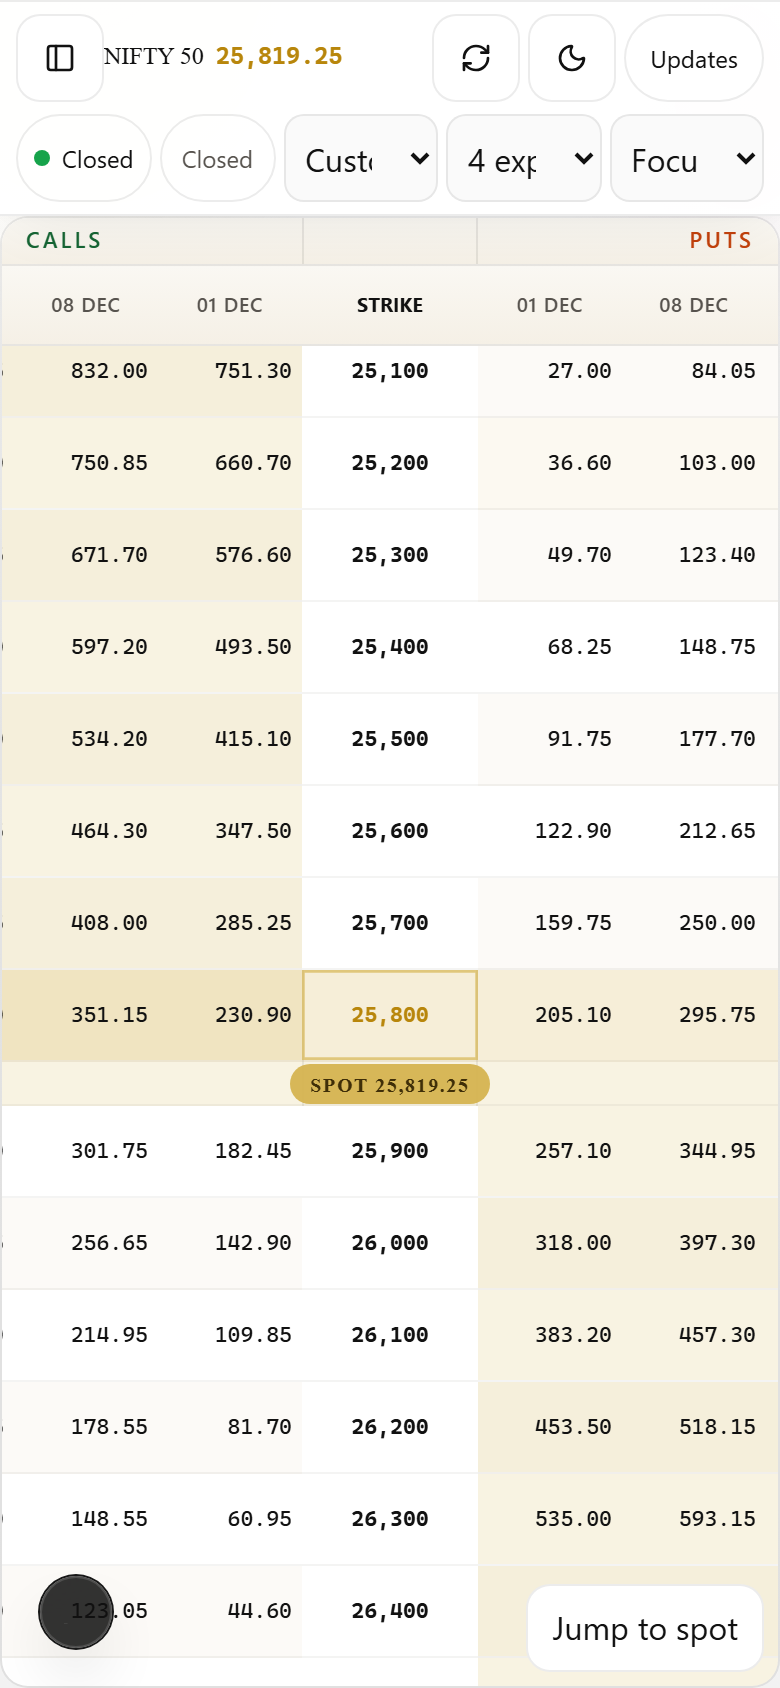 NIFTY 50 25,819.25 Updates
Closed Closed 4 exp Focu
CALLS PUTS
08 DEC 01 DEC STRIKE 01 DEC 08 DEC
832.00 751.30 25,100 27.00 84.05
750.85 660.70 25,200 36.60 103.00
671.70 576.60 25,300 49.70 123.40
597.20 493.50 25,400 68.25 148.75
534.20 415.10 25,500 91.75 177.70
464.30 347.50 25,600 122.90 212.65
408.00 285.25 25,700 159.75 250.00
351.15 230.90 25,800 205.10 295.75
SPOT 25,819.25
301.75 182.45 25,900 257.10 344.95
256.65 142.90 26,000 318.00 397.30
214.95 109.85 26,100 383.20 457.30
178.55 81.70 26,200 453.50 518.15
148.55 60.95 26,300 535.00 593.15
123.05 44.60 26,400
Jump to spot